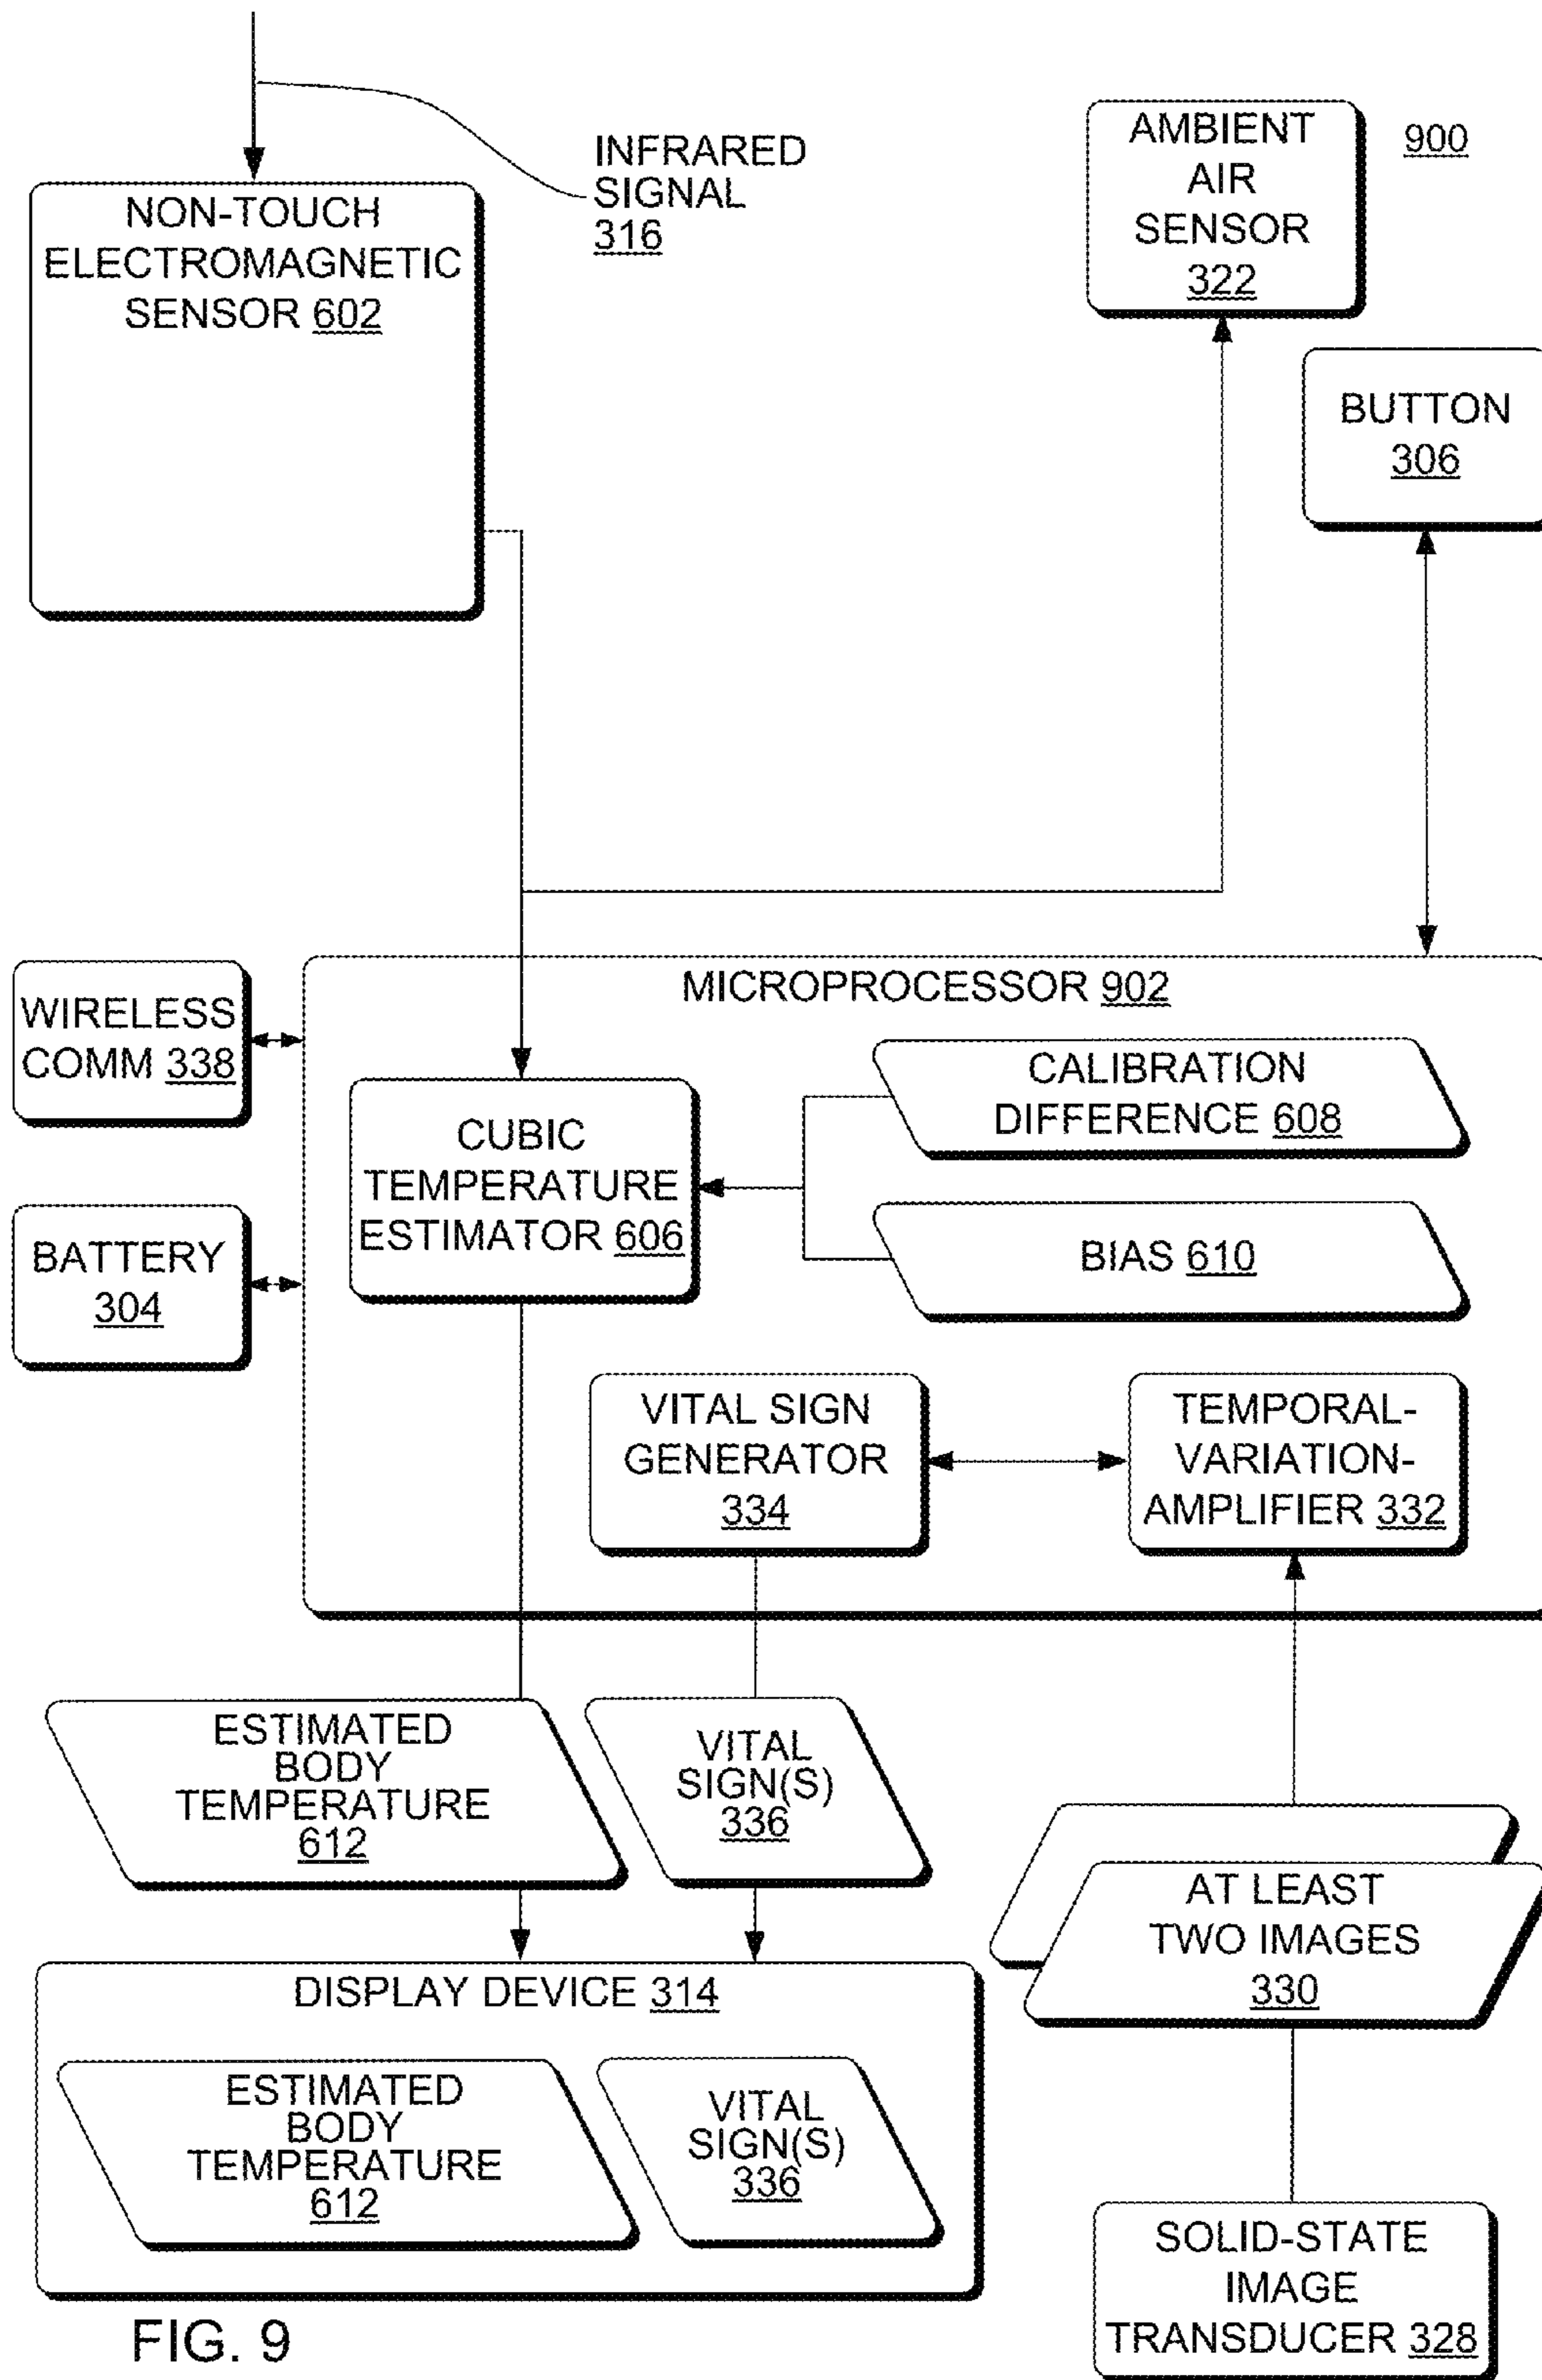 INFRARED
SIGNAL
316
AMBIENT
AIR
SENSOR
322
900
NON-TOUCH
ELECTROMAGNETIC
SENSOR 602
BUTTON
306
MICROPROCESSOR 902
WIRELESS
COMM 338
CALIBRATION
DIFFERENCE 608
CUBIC
TEMPERATURE
ESTIMATOR 606
BATTERY
304
BIAS 610
VITAL SIGN
GENERATOR
334
TEMPORAL-
VARIATION-
AMPLIFIER 332
ESTIMATED
BODY
TEMPERATURE
612
VITAL
SIGN(S)
336
AT LEAST
TWO IMAGES
330
DISPLAY DEVICE 314
ESTIMATED
BODY
TEMPERATURE
612
VITAL
SIGN(S)
336
SOLID-STATE
IMAGE
TRANSDUCER 328
FIG. 9